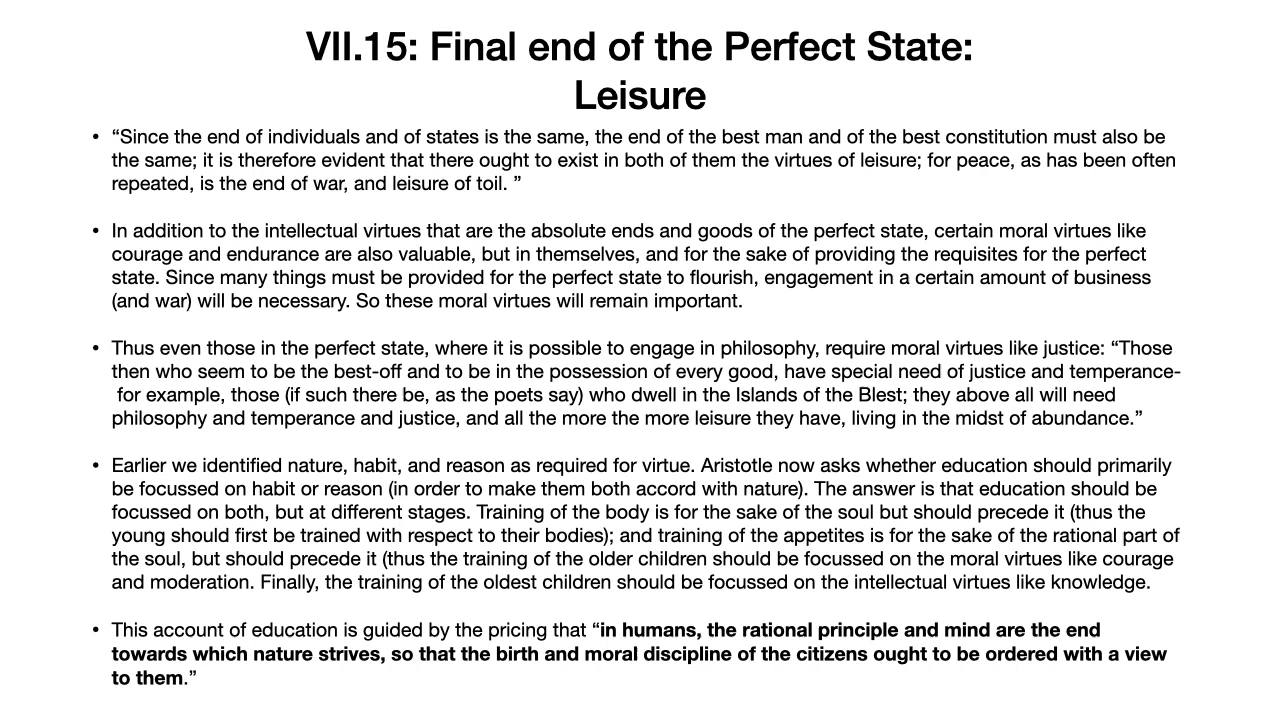 VII.15: Final end of the Perfect State:
Leisure
• “Since the end of individuals and of states is the same, the end of the best man and of the best constitution must also be
the same; it is therefore evident that there ought to exist in both of them the virtues of leisure; for peace, as has been often
repeated, is the end of war, and leisure of toil. ”
• In addition to the intellectual virtues that are the absolute ends and goods of the perfect state, certain moral virtues like
courage and endurance are also valuable, but in themselves, and for the sake of providing the requisites for the perfect
state. Since many things must be provided for the perfect state to flourish, engagement in a certain amount of business
(and war) will be necessary. So these moral virtues will remain important.
• Thus even those in the perfect state, where it is possible to engage in philosophy, require moral virtues like justice: “Those
then who seem to be the best-off and to be in the possession of every good, have special need of justice and temperance-
for example, those (if such there be, as the poets say) who dwell in the Islands of the Blest; they above all will need
philosophy and temperance and justice, and all the more the more leisure they have, living in the midst of abundance.”
• Earlier we identified nature, habit, and reason as required for virtue. Aristotle now asks whether education should primarily
be focussed on habit or reason (in order to make them both accord with nature). The answer is that education should be
focussed on both, but at different stages. Training of the body is for the sake of the soul but should precede it (thus the
young should first be trained with respect to their bodies); and training of the appetites is for the sake of the rational part of
the soul, but should precede it (thus the training of the older children should be focussed on the moral virtues like courage
and moderation. Finally, the training of the oldest children should be focussed on the intellectual virtues like knowledge.
• This account of education is guided by the pricing that “in humans, the rational principle and mind are the end
towards which nature strives, so that the birth and moral discipline of the citizens ought to be ordered with a view
to them.”